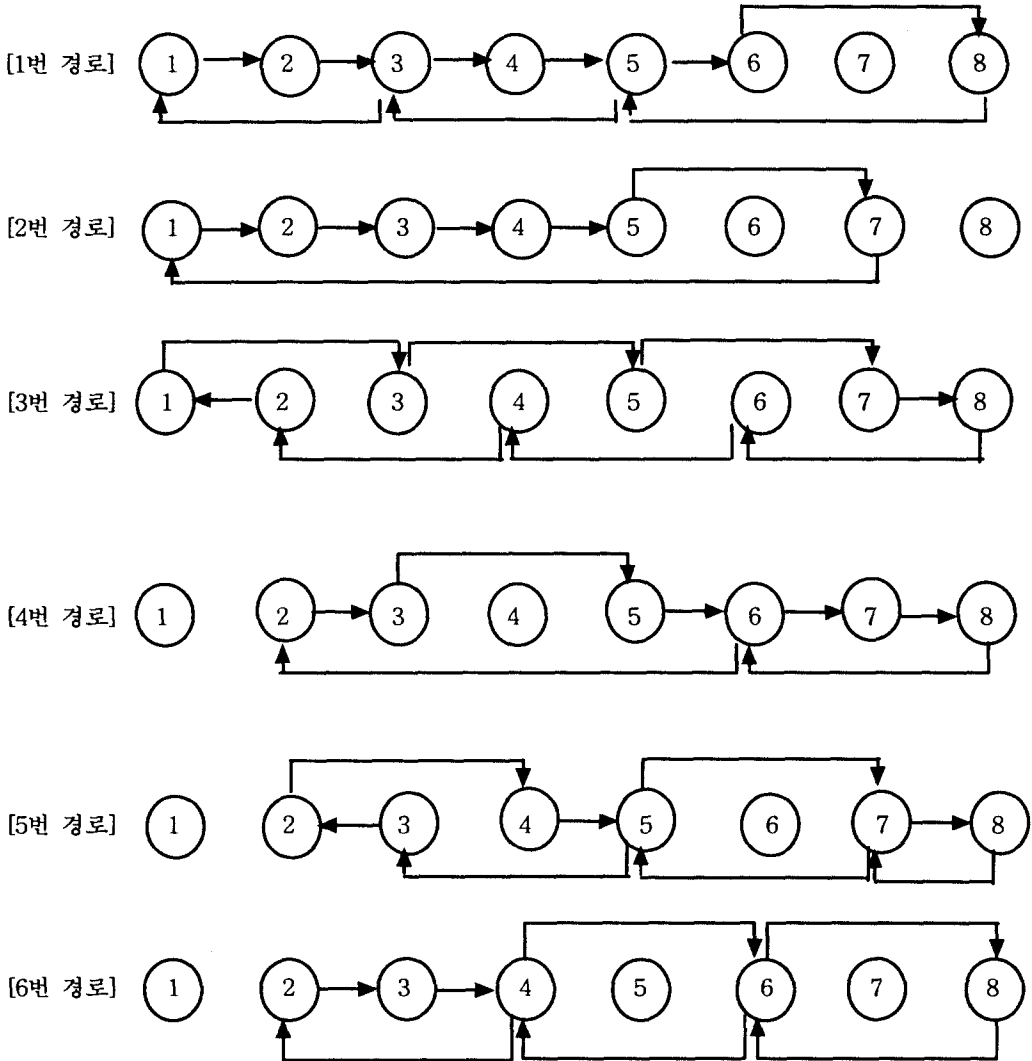 [1번 경로] 1 2 3 4 5 6 7 8
[2번 경로] 1 2 3 4 5 6 7 8
[3번 경로] 1 2 3 4 5 6 7 8
[4번 경로] 1 2 3 4 5 6 7 8
[5번 경로] 1 2 3 4 5 6 7 8
[6번 경로] 1 2 3 4 5 6 7 8